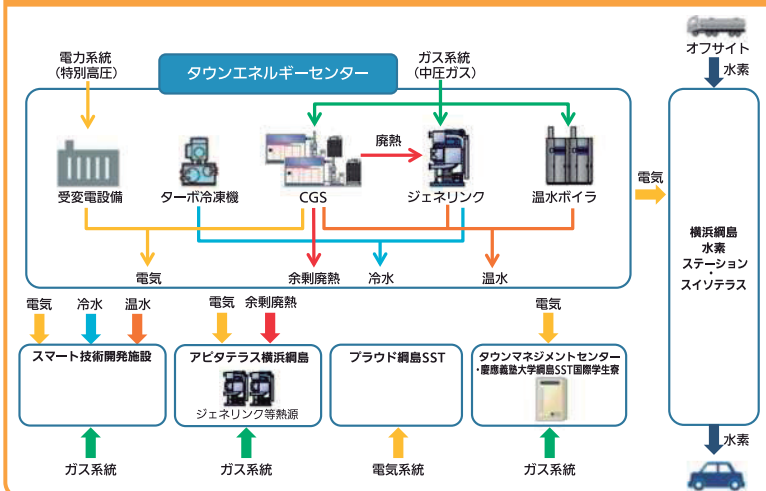 電力系統
(特別高圧)
タウンエネルギーセンター
ガス系統
(中圧ガス)
オフサイト
水素
廃熱
受変電設備
ターボ冷凍機
CGS
ジェネリンク
温水ボイラ
電気
横浜綱島
水素
ステーション
・
スイソテラス
電気
余剰廃熱
冷水
温水
電気
冷水
温水
電気
余剰廃熱
電気
スマート技術開発施設
アピタテラス横浜綱島
ジェネリンク等熱源
プラウド綱島SST
タウンマネジメントセンター
・慶應義塾大学綱島SST国際学生寮
ガス系統
ガス系統
電気系統
ガス系統
水素